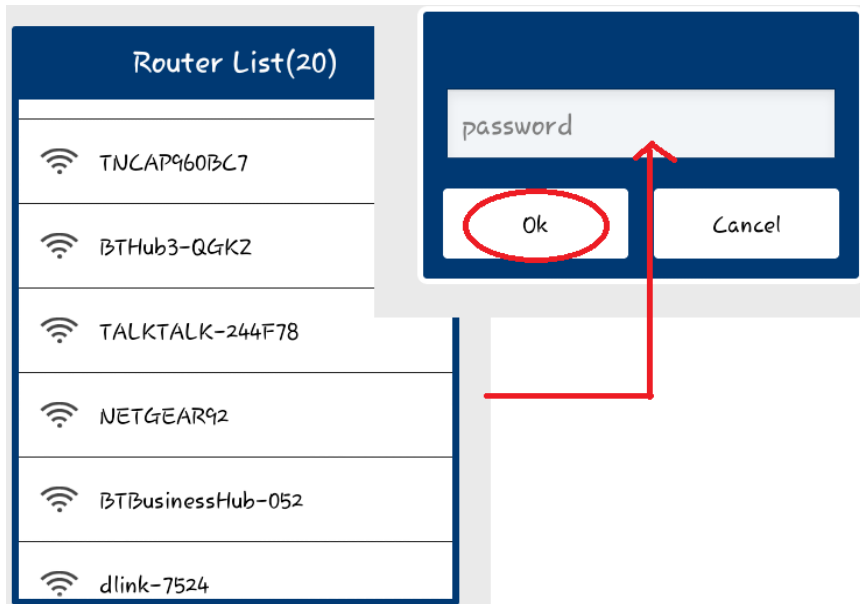 Router List(20)
TNCAP960BC7
BTHub3-QGKZ
TALKTALK-244F78
NETGEAR92
BTBusinessHub-052
dlink-7524
password
Ok
Cancel